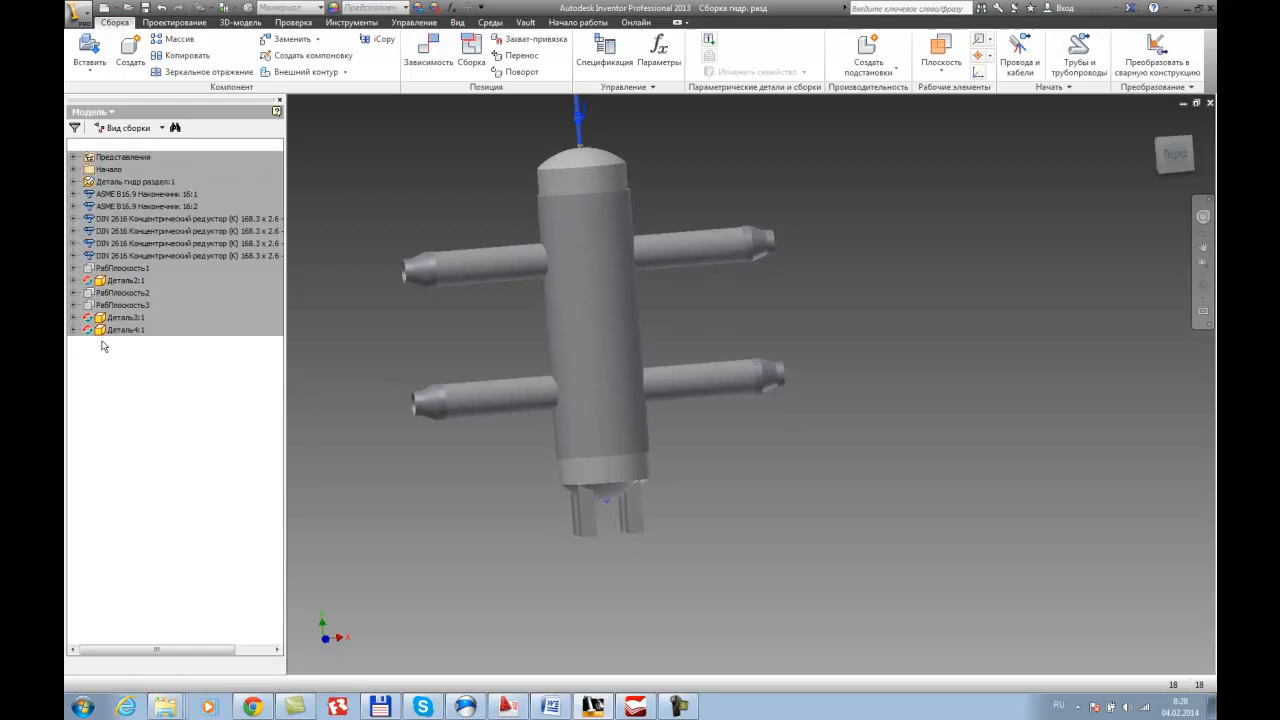 PRO
Материал
Представле
Autodesk Inventor Professional 2013
Сборка гидр. разд
Введите ключевое слово/фразу
Вход
Сборка
Проектирование
3D-модель
Проверка
Инструменты
Управление
Вид
Среды
Vault
Начало работы
Онлайн
Вставить
Создать
Массив
Копировать
Зеркальное отражение
Заменить
Создать компоновку
Внешний контур
iCopy
Зависимость
Сборка
Захват-привязка
Перенос
Поворот
Спецификация
Параметры
Изменить семейство
Создать подстановки
Плоскость
Провода и кабели
Трубы и трубопроводы
Преобразовать в сварную конструкцию
Компонент
Позиция
Управление
Параметрические детали и сборки
Производительность
Рабочие элементы
Начать
Преобразование
Модель
Вид сборки
Представления
Начало
Деталь гидр раздел:1
ASME B16.9 Наконечник 16:1
ASME B16.9 Наконечник 16:2
DIN 2616 Концентрический редуктор (K) 168.3 x 2.6 -
DIN 2616 Концентрический редуктор (K) 168.3 x 2.6 -
DIN 2616 Концентрический редуктор (K) 168.3 x 2.6 -
DIN 2616 Концентрический редуктор (K) 168.3 x 2.6 -
РабПлоскость1
Деталь2:1
РабПлоскость2
РабПлоскость3
Деталь3:1
Деталь4:1
Перед
X
18 18
RU
8:28
04.02.2014